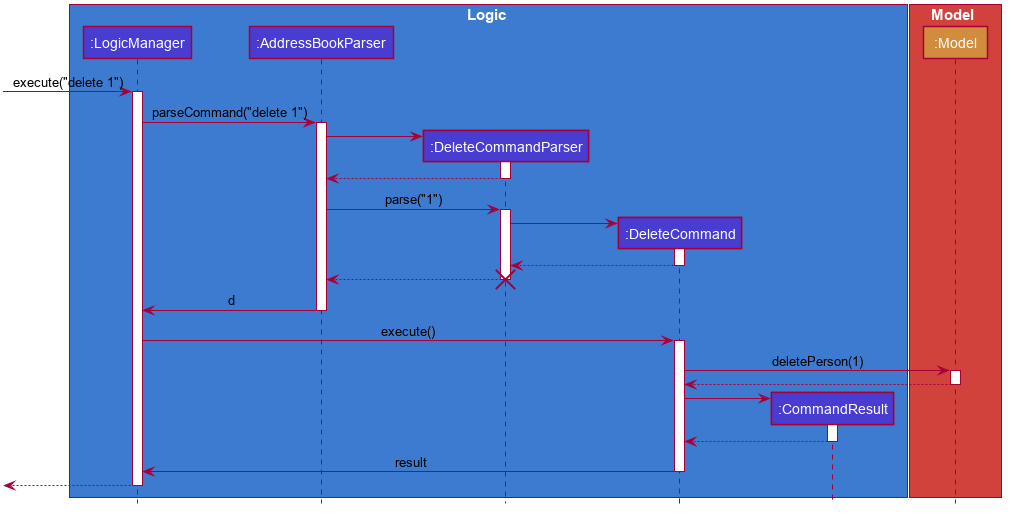 Logic
Model
:LogicManager
:AddressBookParser
:Model
execute("delete 1")
parseCommand("delete 1")
:DeleteCommandParser
parse("1")
:DeleteCommand
d
execute()
deletePerson(1)
:CommandResult
result